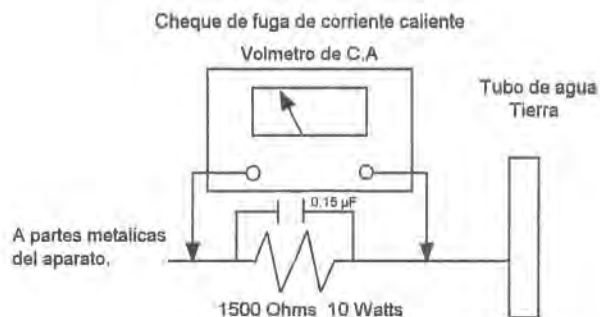 Cheque de fuga de corriente caliente
Volmetro de C.A
Tubo de agua
Tierra
0.15 µF
A partes metalicas
del aparato.
1500 Ohms 10 Watts